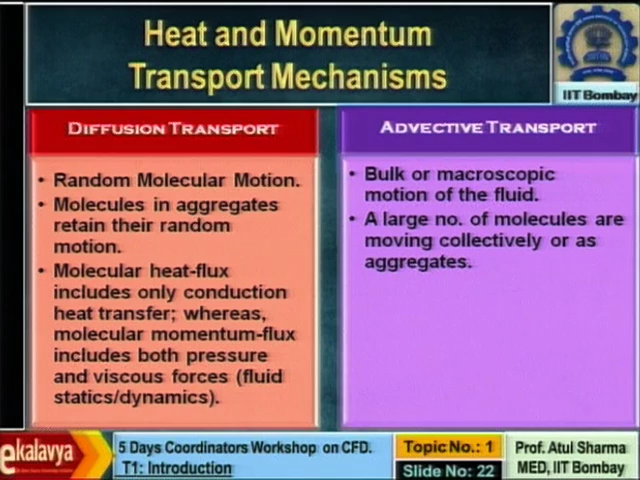 Heat and Momentum
Transport Mechanisms
IIT Bombay
DIFFUSION TRANSPORT
• Random Molecular Motion.
• Molecules in aggregates
retain their random
motion.
• Molecular heat-flux
includes only conduction
heat transfer; whereas,
molecular momentum-flux
includes both pressure
and viscous forces (fluid
statics/dynamics).
ADVECTIVE TRANSPORT
• Bulk or macroscopic
motion of the fluid.
• A large no. of molecules are
moving collectively or as
aggregates.
ekalavya
5 Days Coordinators Workshop on CFD.
T1: Introduction
Topic No.: 1
Slide No: 22
Prof. Atul Sharma
MED, IIT Bombay